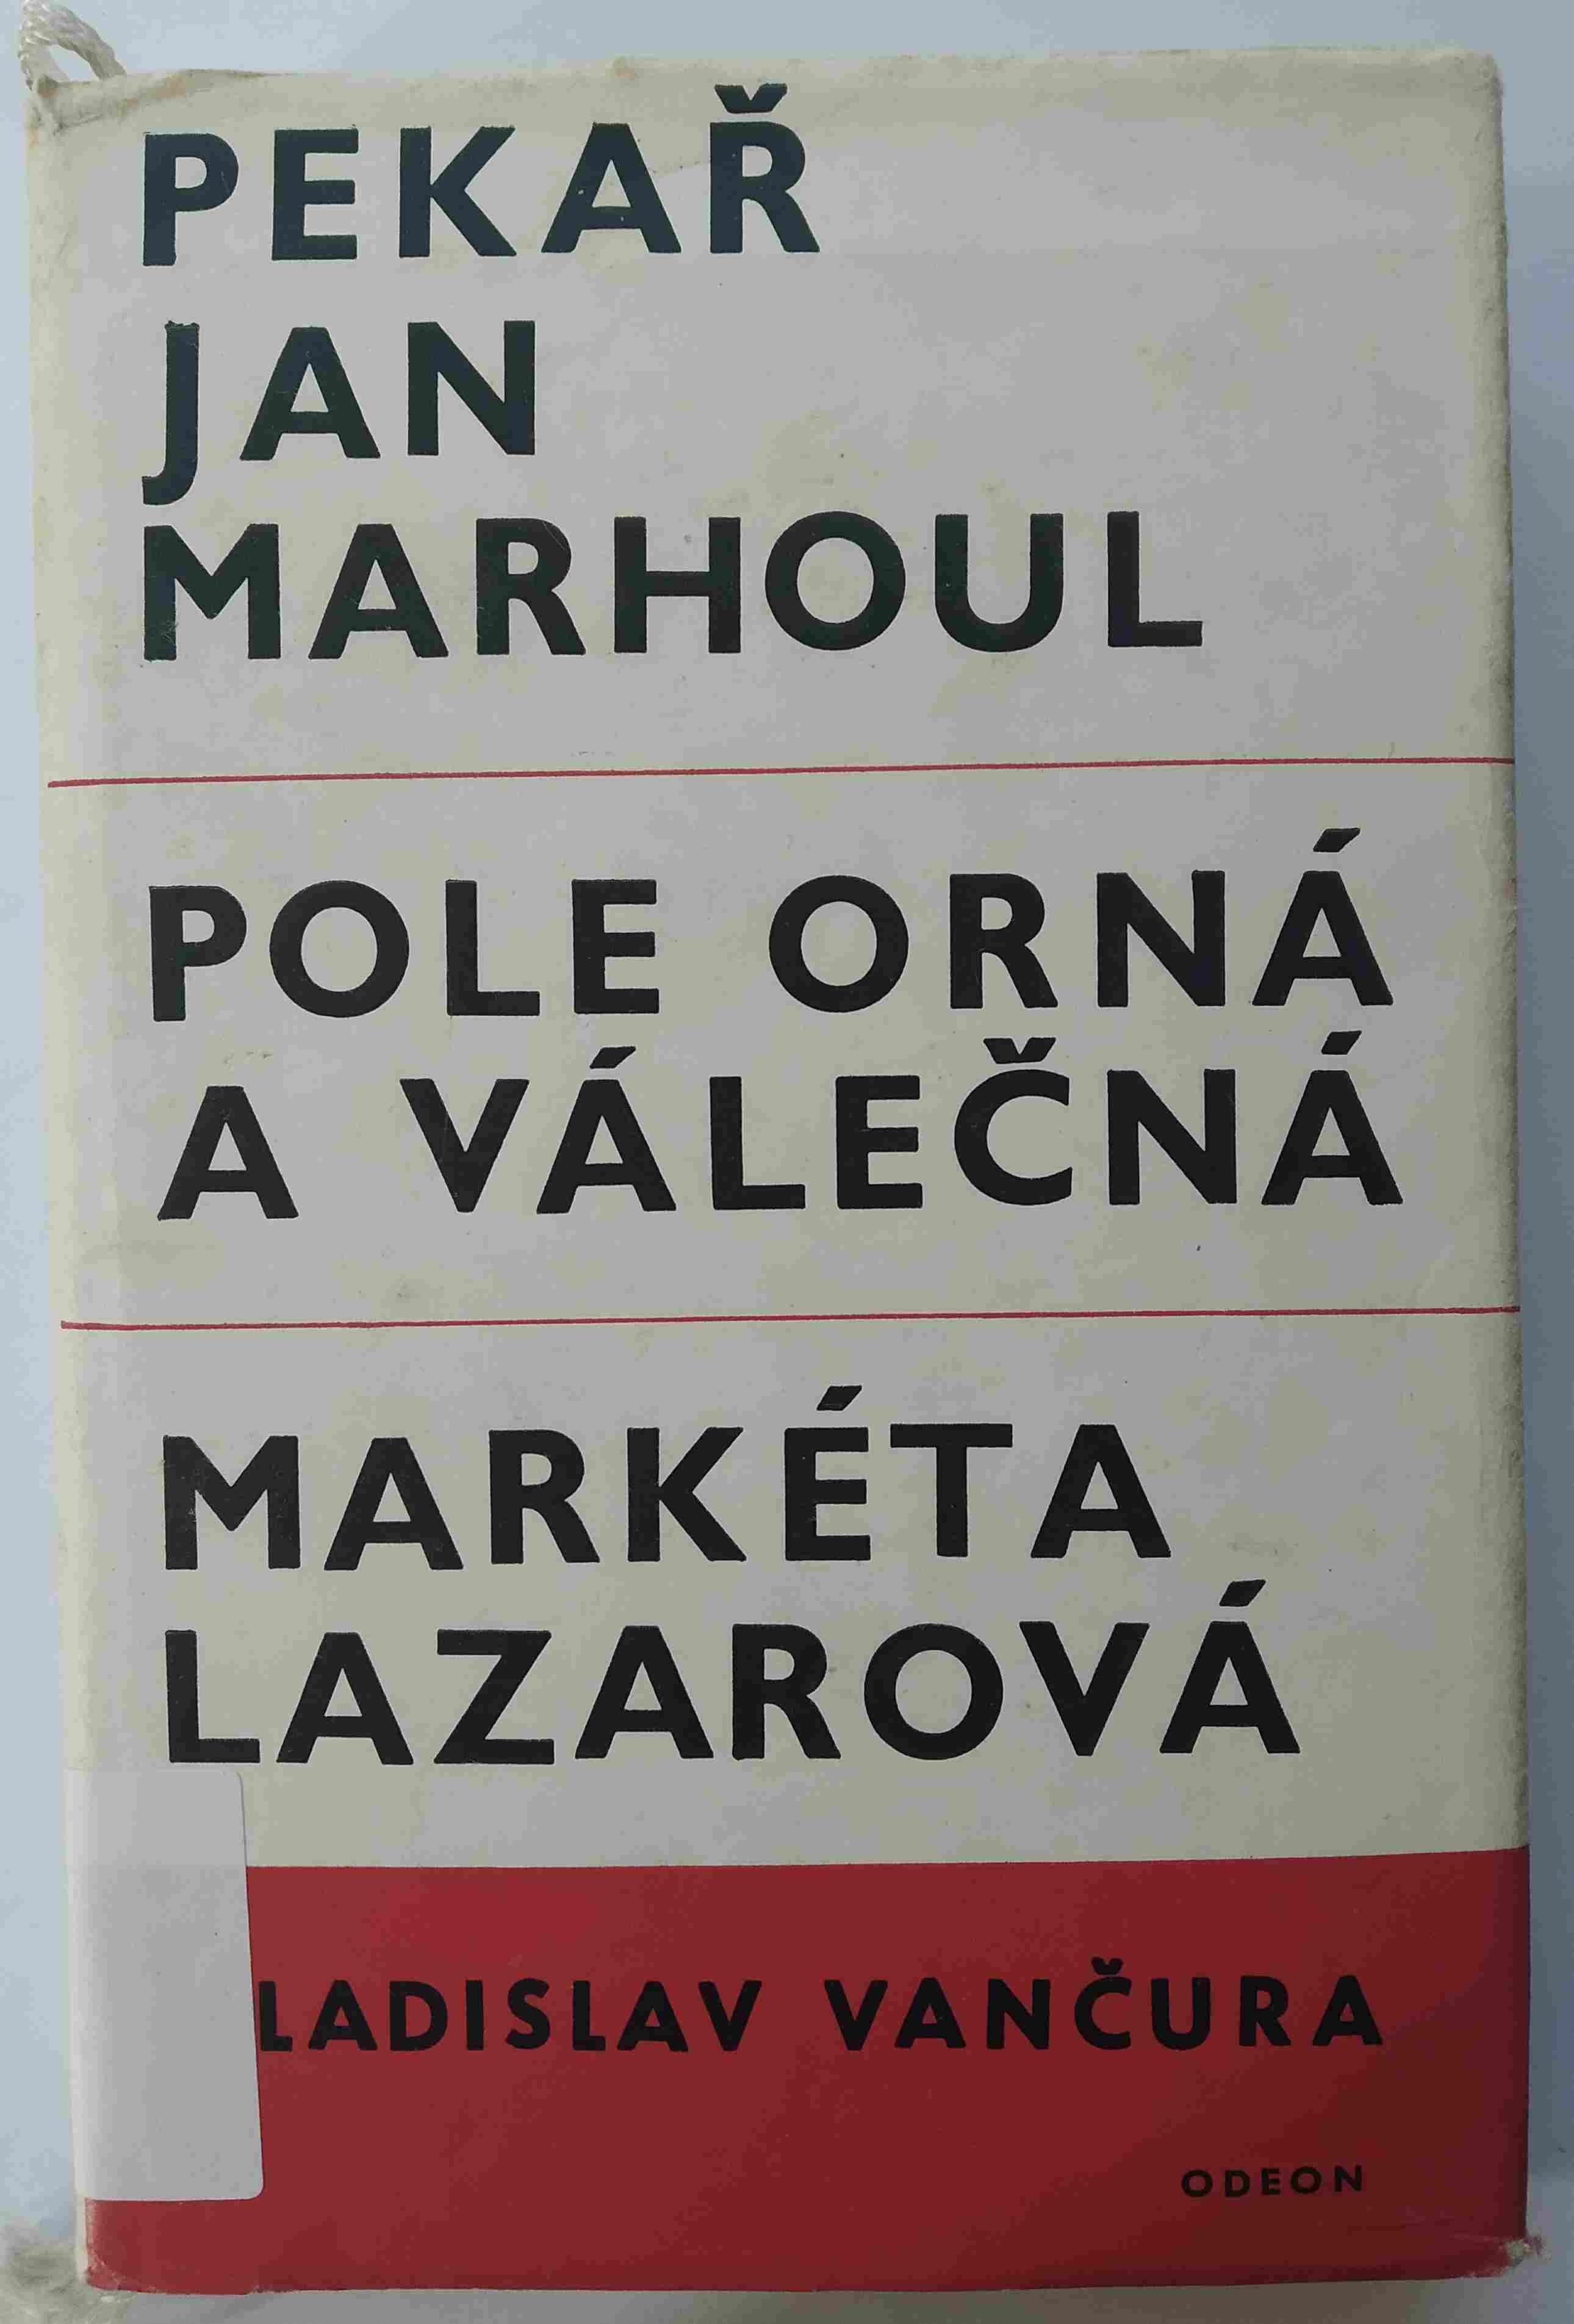 PEKAŘ
JAN
MARHOUL
POLE ORNÁ
A VÁLEČNÁ
MARKÉTA
LAZAROVÁ
LADISLAV VANČURA
ODEON